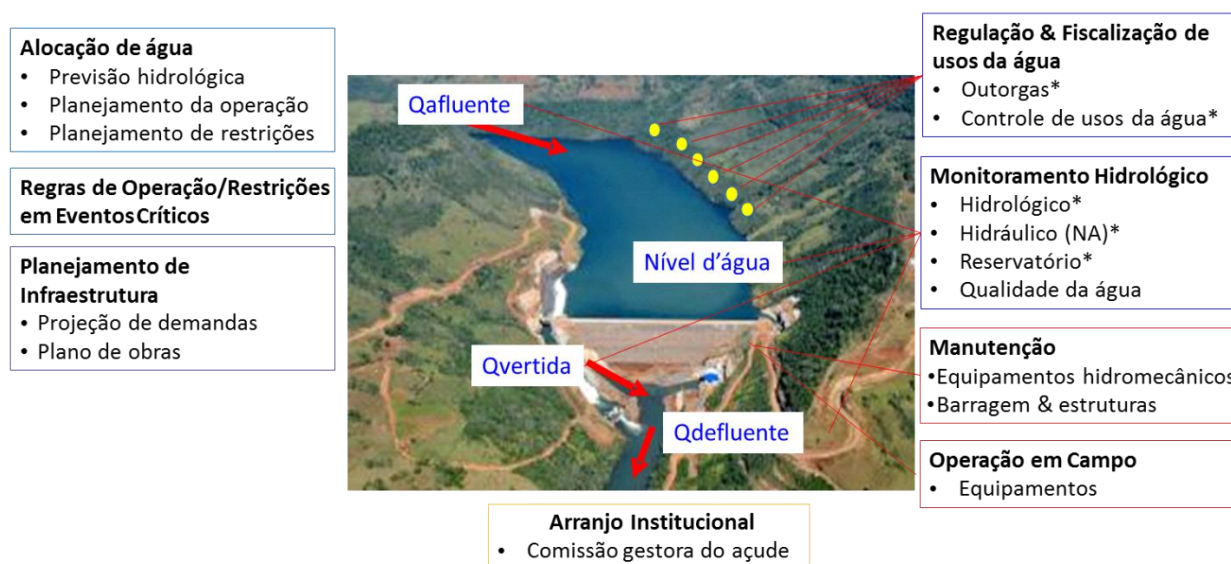 Alocação de água
• Previsão hidrológica
• Planejamento da operação
• Planejamento de restrições
Regras de Operação/Restrições
em Eventos Críticos
Planejamento de
Infraestrutura
• Projeção de demandas
• Plano de obras
Qafluente
Nível d’água
Qvertida
Qdefluente
Regulação & Fiscalização de
usos da água
• Outorgas*
• Controle de usos da água*
Monitoramento Hidrológico
• Hidrológico*
• Hidráulico (NA)*
• Reservatório*
• Qualidade da água
Manutenção
•Equipamentos hidromecânicos
•Barragem & estruturas
Operação em Campo
• Equipamentos
Arranjo Institucional
• Comissão gestora do açude